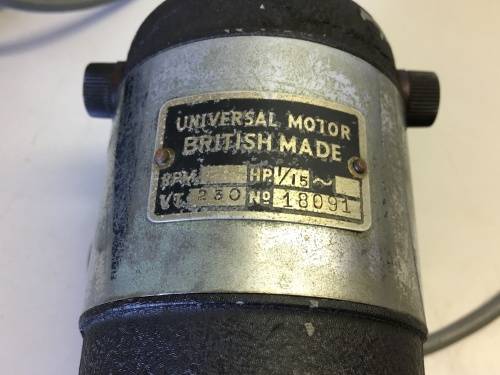 UNIVERSAL MOTOR
BRITISH MADE
RPM. HP. 1/15 ~
VT. 230 Nº 18091